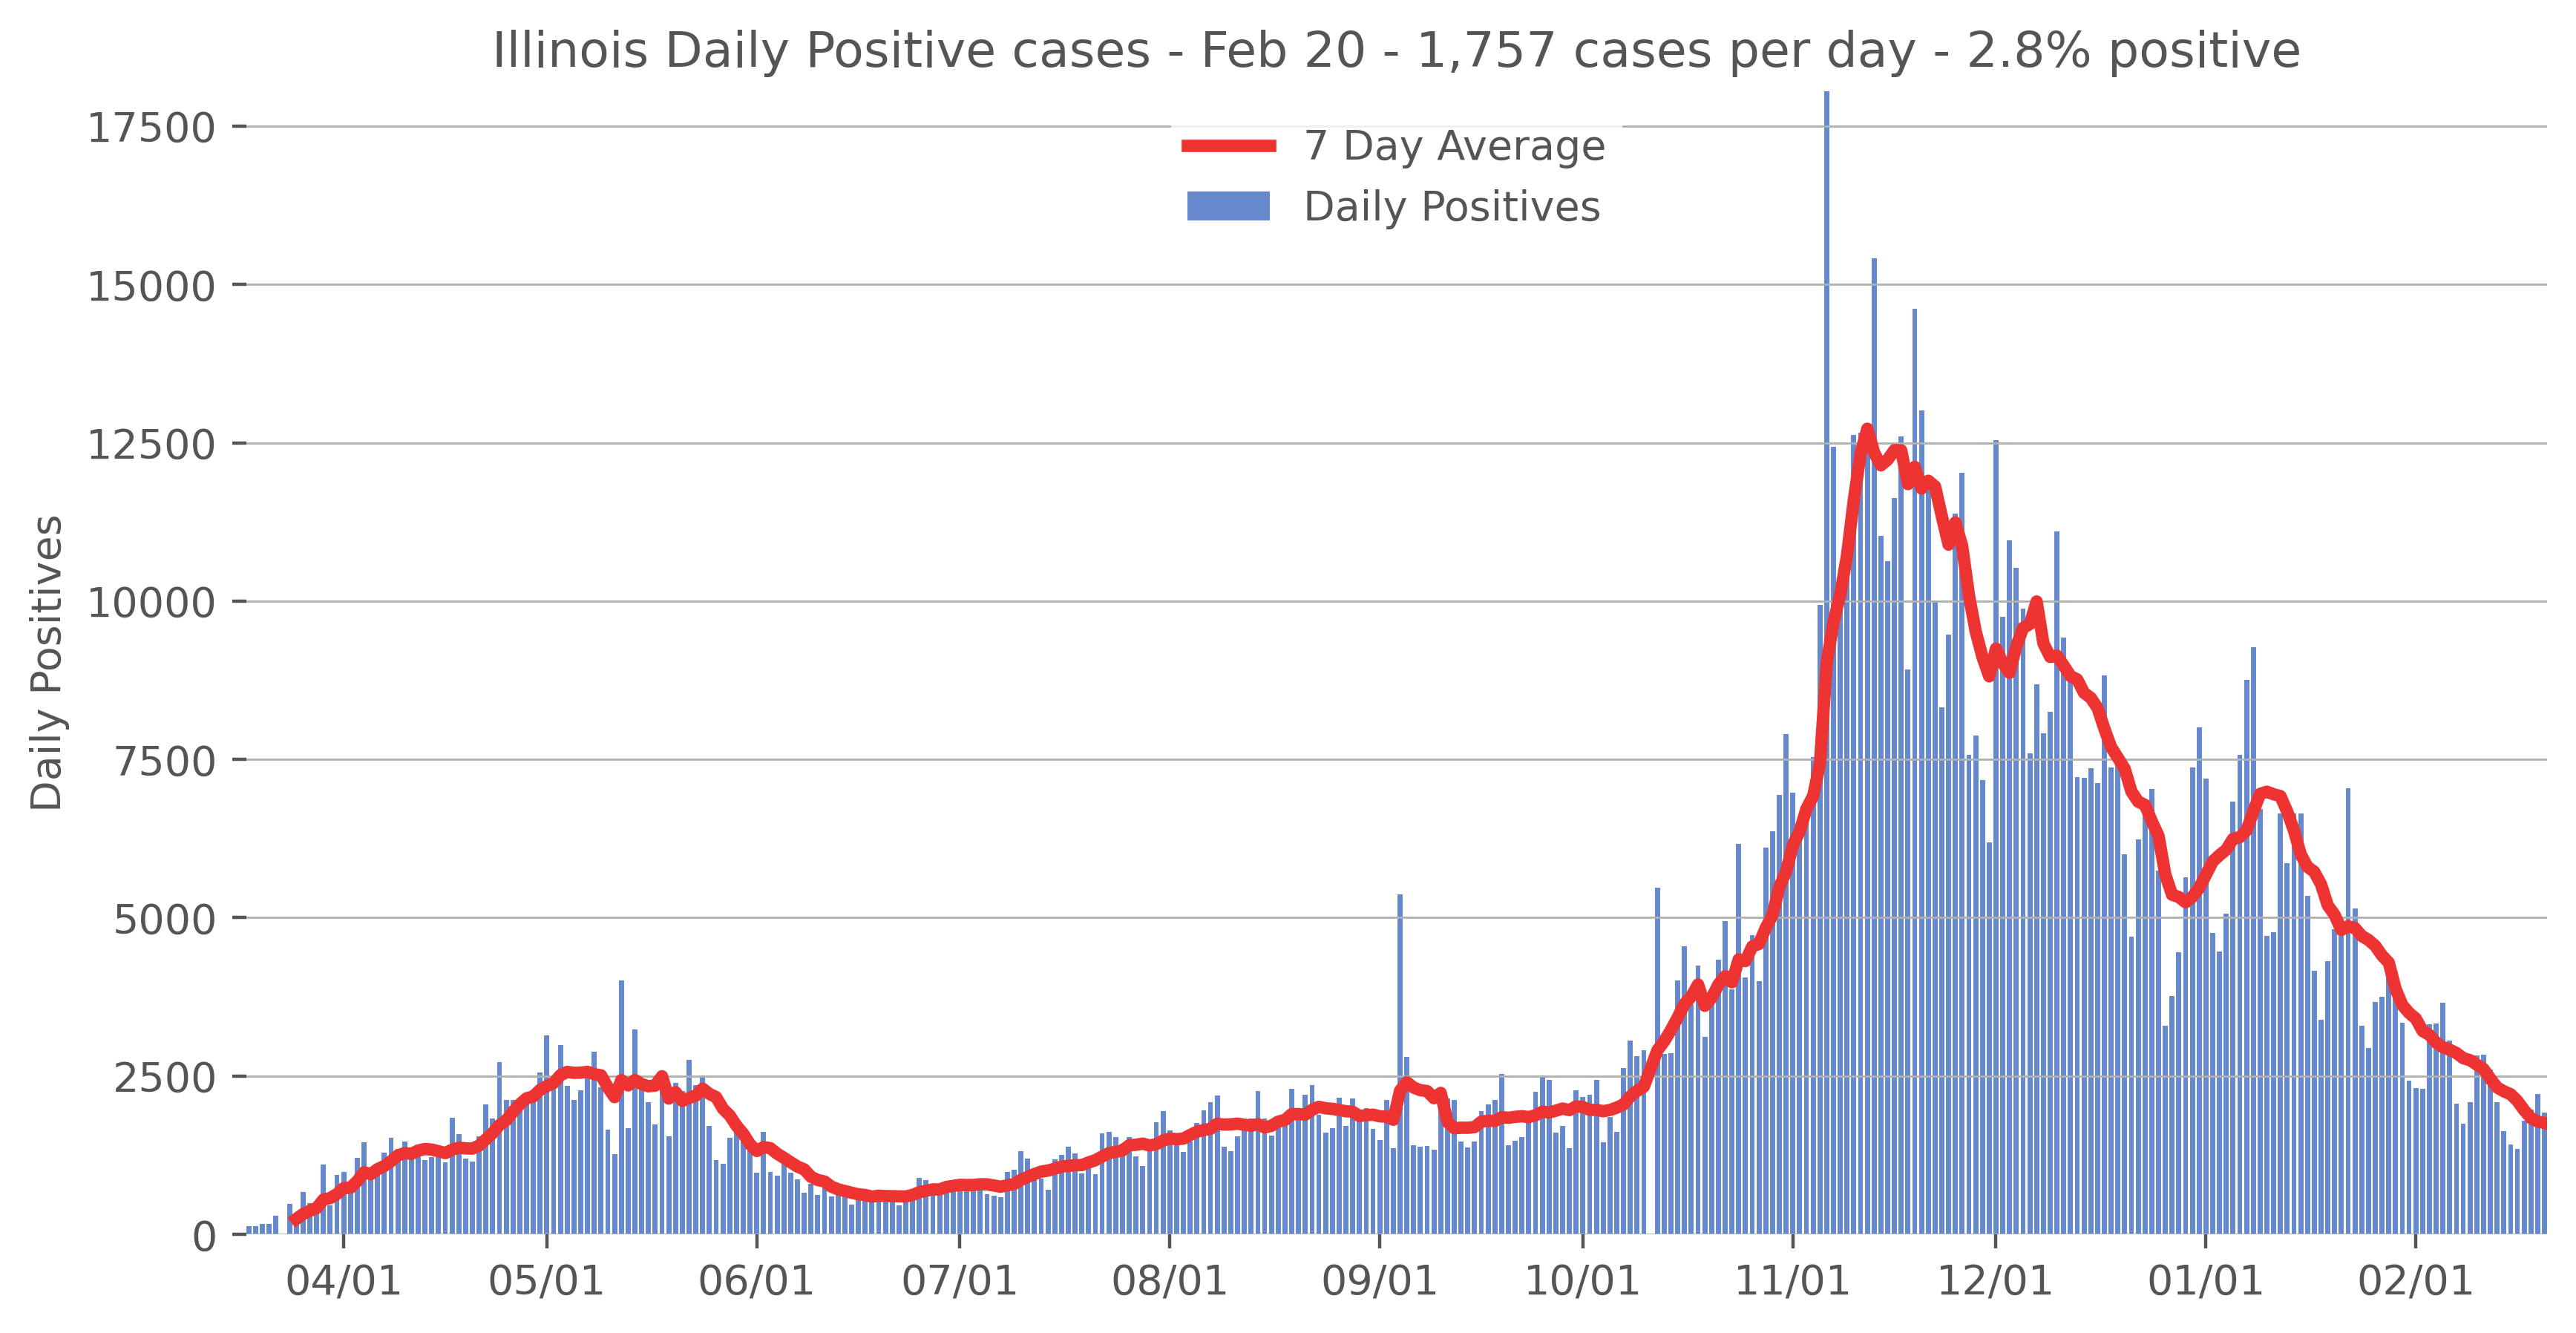 Illinois Daily Positive cases - Feb 20 - 1,757 cases per day - 2.8% positive
7 Day Average
Daily Positives
Daily Positives
17500
15000
12500
10000
7500
5000
2500
0
04/01 05/01 06/01 07/01 08/01 09/01 10/01 11/01 12/01 01/01 02/01